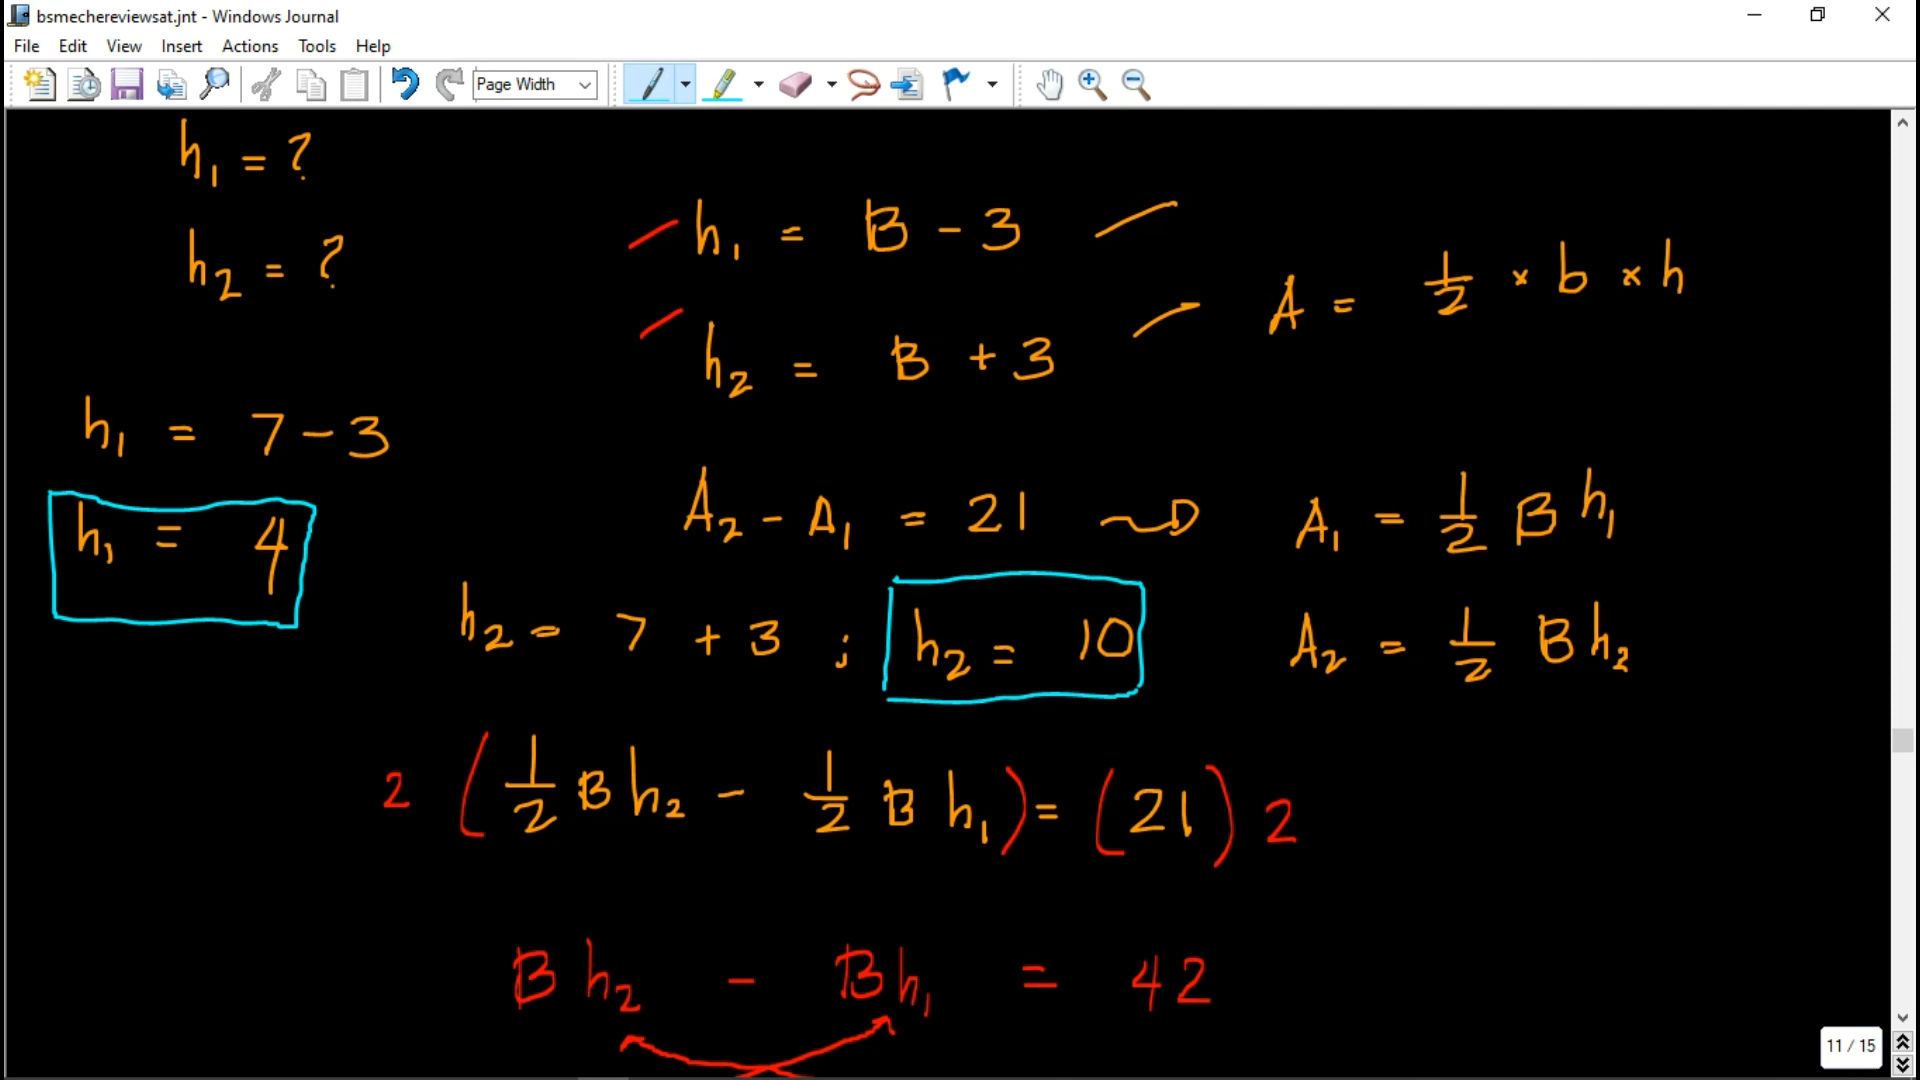 bsmechereviewsat.jnt - Windows Journal
File Edit View Insert Actions Tools Help
Page Width
h₁ = ?
h₂ = ?
h₁ = B - 3
h₂ = B + 3
A = 1/2 × b × h
h₁ = 7 - 3
h₁ = 4
A₂ - A₁ = 21
A₁ = 1/2 B h₁
h₂ = 7 + 3 ; h₂ = 10
A₂ = 1/2 B h₂
2 ( 1/2 B h₂ - 1/2 B h₁ ) = ( 21 ) 2
B h₂ - B h₁ = 42
11 / 15